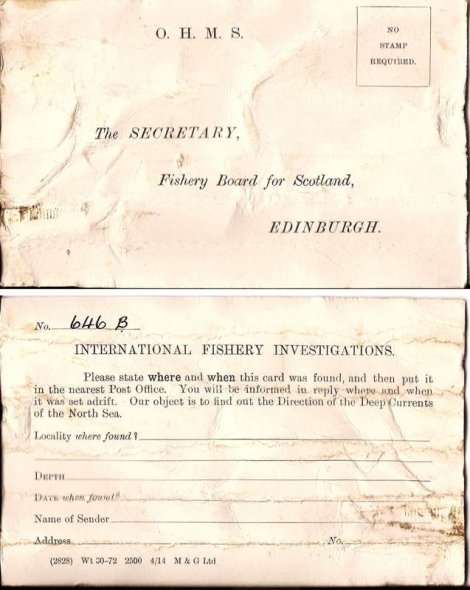 O. H. M. S.
NO
STAMP
REQUIRED.
The SECRETARY,
Fishery Board for Scotland,
EDINBURGH.
No. 646 B
INTERNATIONAL FISHERY INVESTIGATIONS.
Please state where and when this card was found, and then put it
in the nearest Post Office. You will be informed in reply where and when
it was set adrift. Our object is to find out the Direction of the Deep Currents
of the North Sea.
Locality where found?
DEPTH
DATE when found?
Name of Sender
Address No.
(2828) Wt 30-72 2500 4/14 M & G Ltd